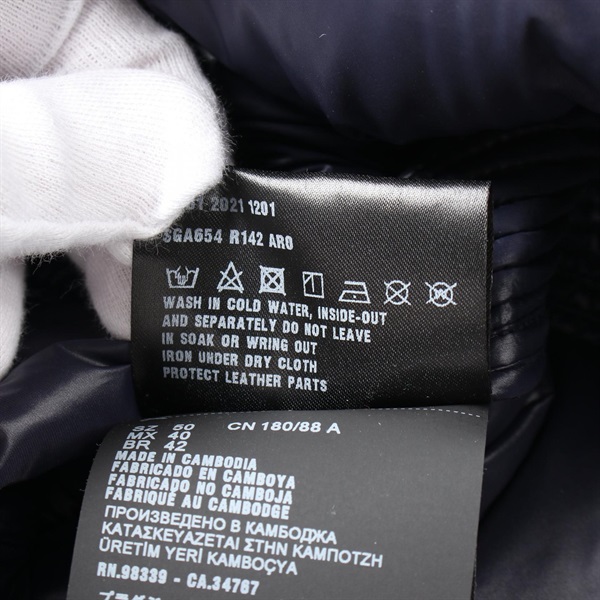 2021 1201
SGA654 R142 ARO
WASH IN COLD WATER, INSIDE-OUT
AND SEPARATELY DO NOT LEAVE
IN SOAK OR WRING OUT
IRON UNDER DRY CLOTH
PROTECT LEATHER PARTS
SZ 50 CN 180/88 A
MX 40
BR 42
MADE IN CAMBODIA
FABRICADO EN CAMBOYA
FABRICADO NO CAMBOJA
FABRIQUÉ AU CAMBODGE
ПРОИЗВЕДЕНО В КАМБОДЖА
ΚΑΤΑΣΚΕΥΑΖΕΤΑΙ ΣΤΗΝ ΚΑΜΠΟΤΖΗ
ÜRETİM YERİ KAMBOÇYA
RN.98339 - CA.34767